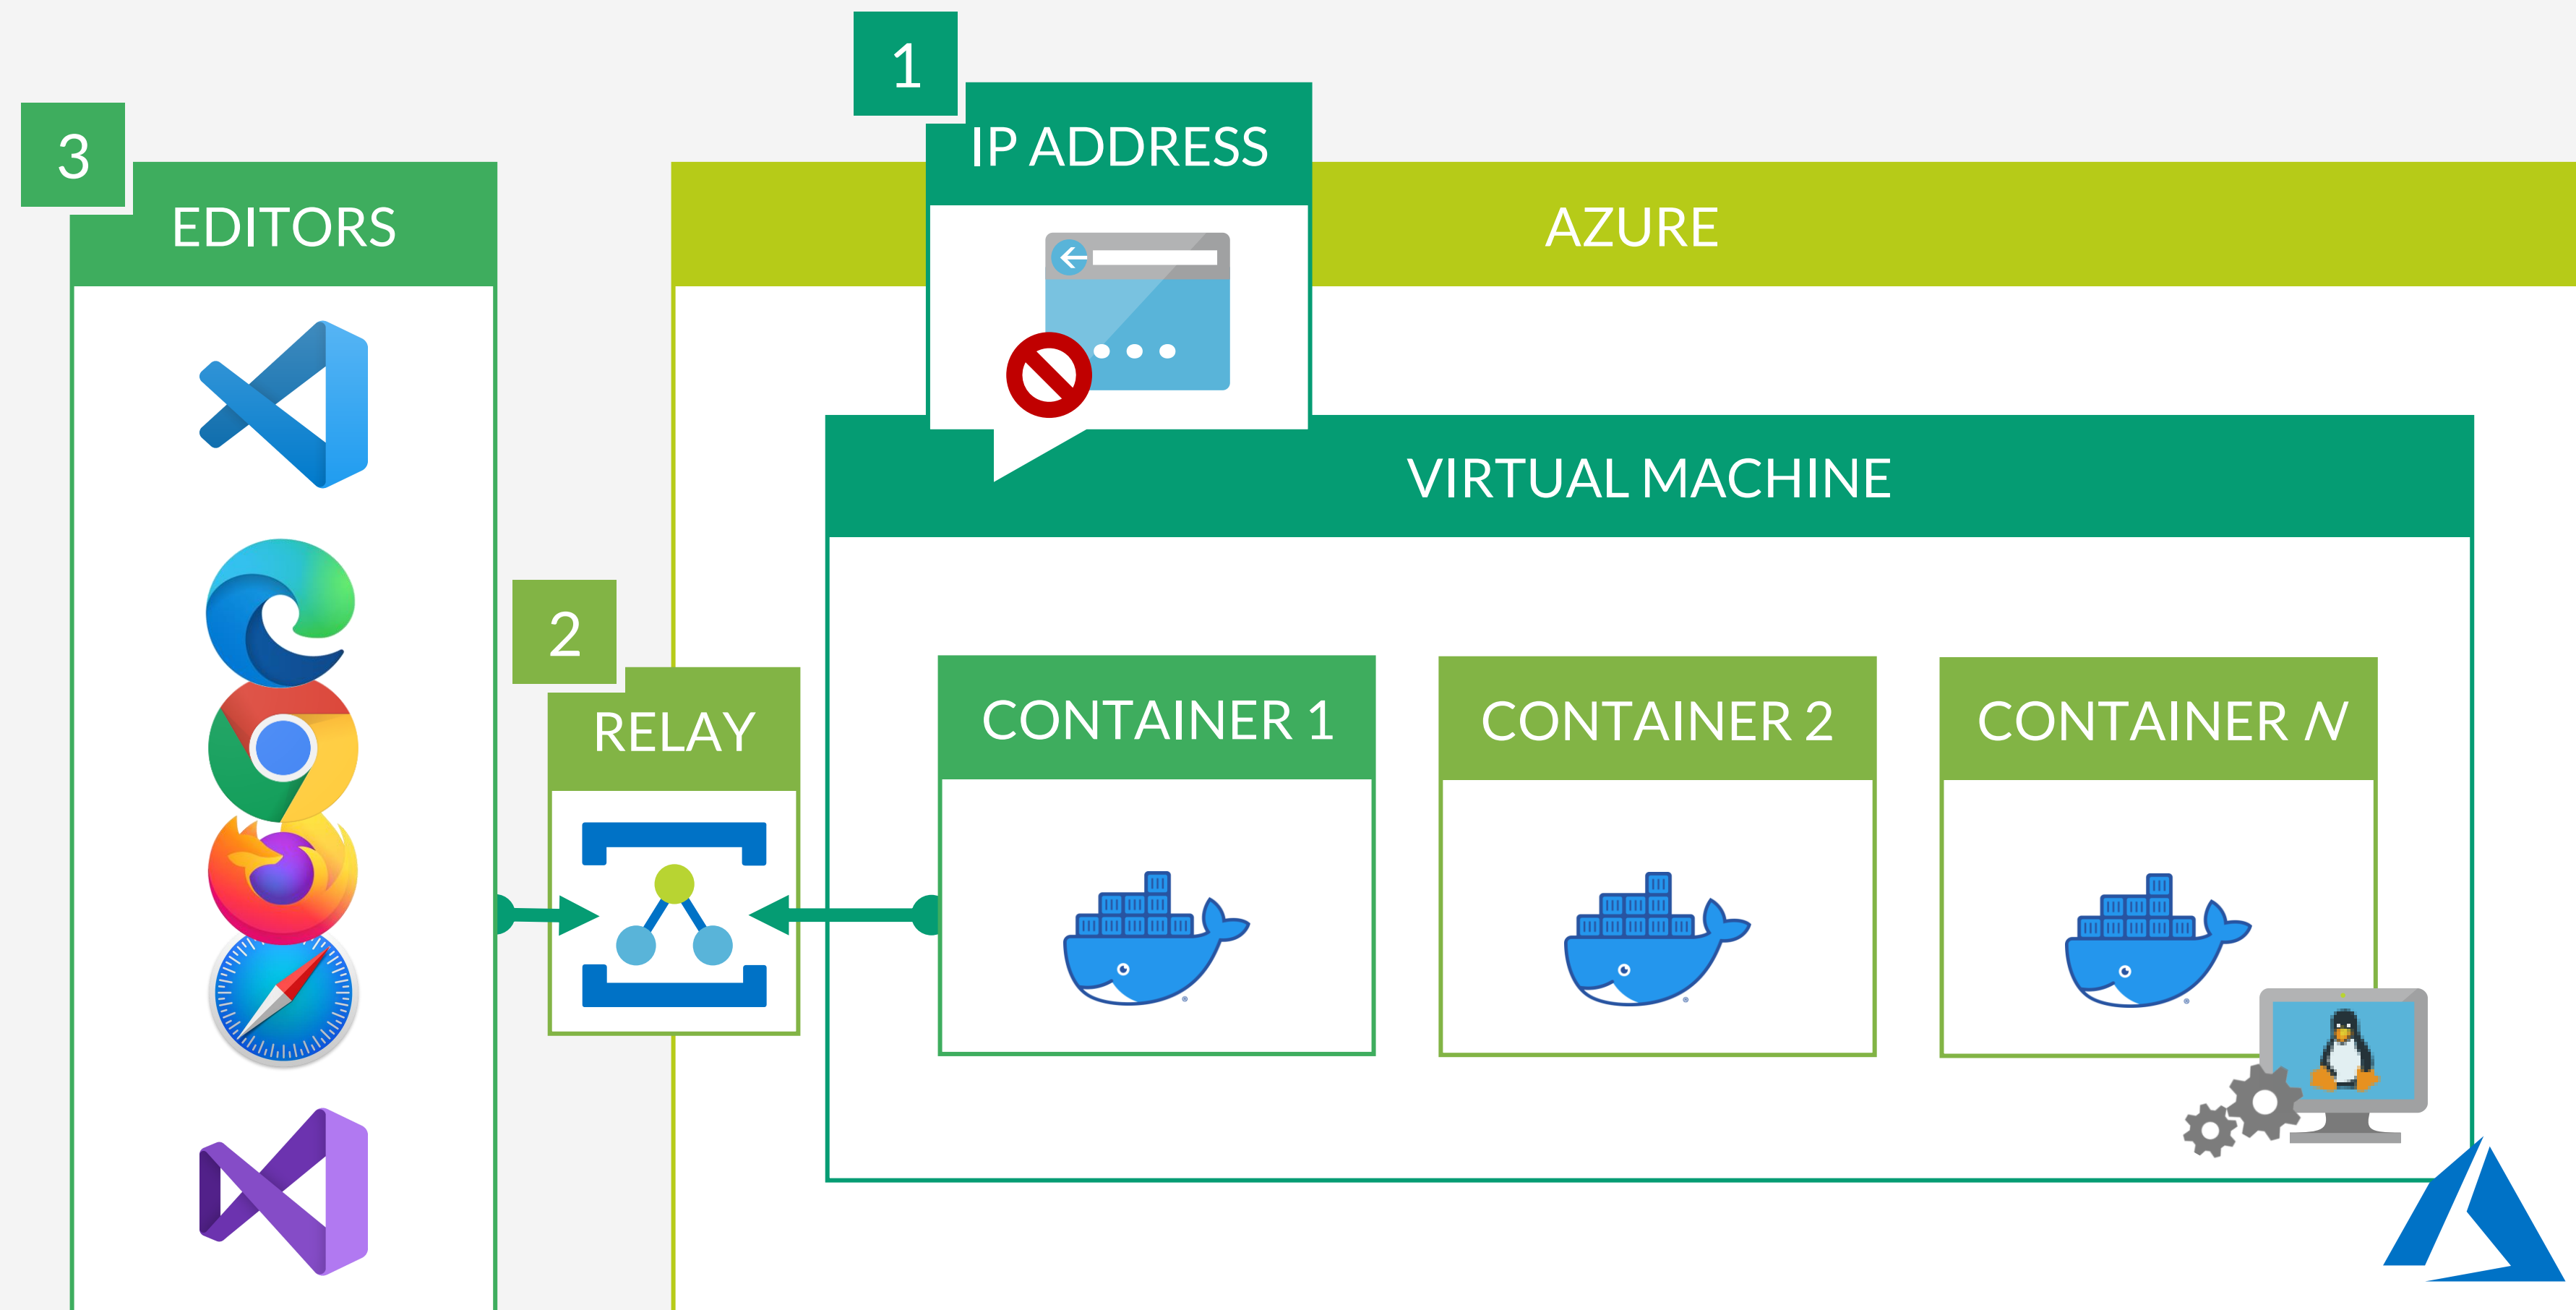 1
IP ADDRESS
3
EDITORS
AZURE
VIRTUAL MACHINE
2
RELAY
CONTAINER 1
CONTAINER 2
CONTAINER N